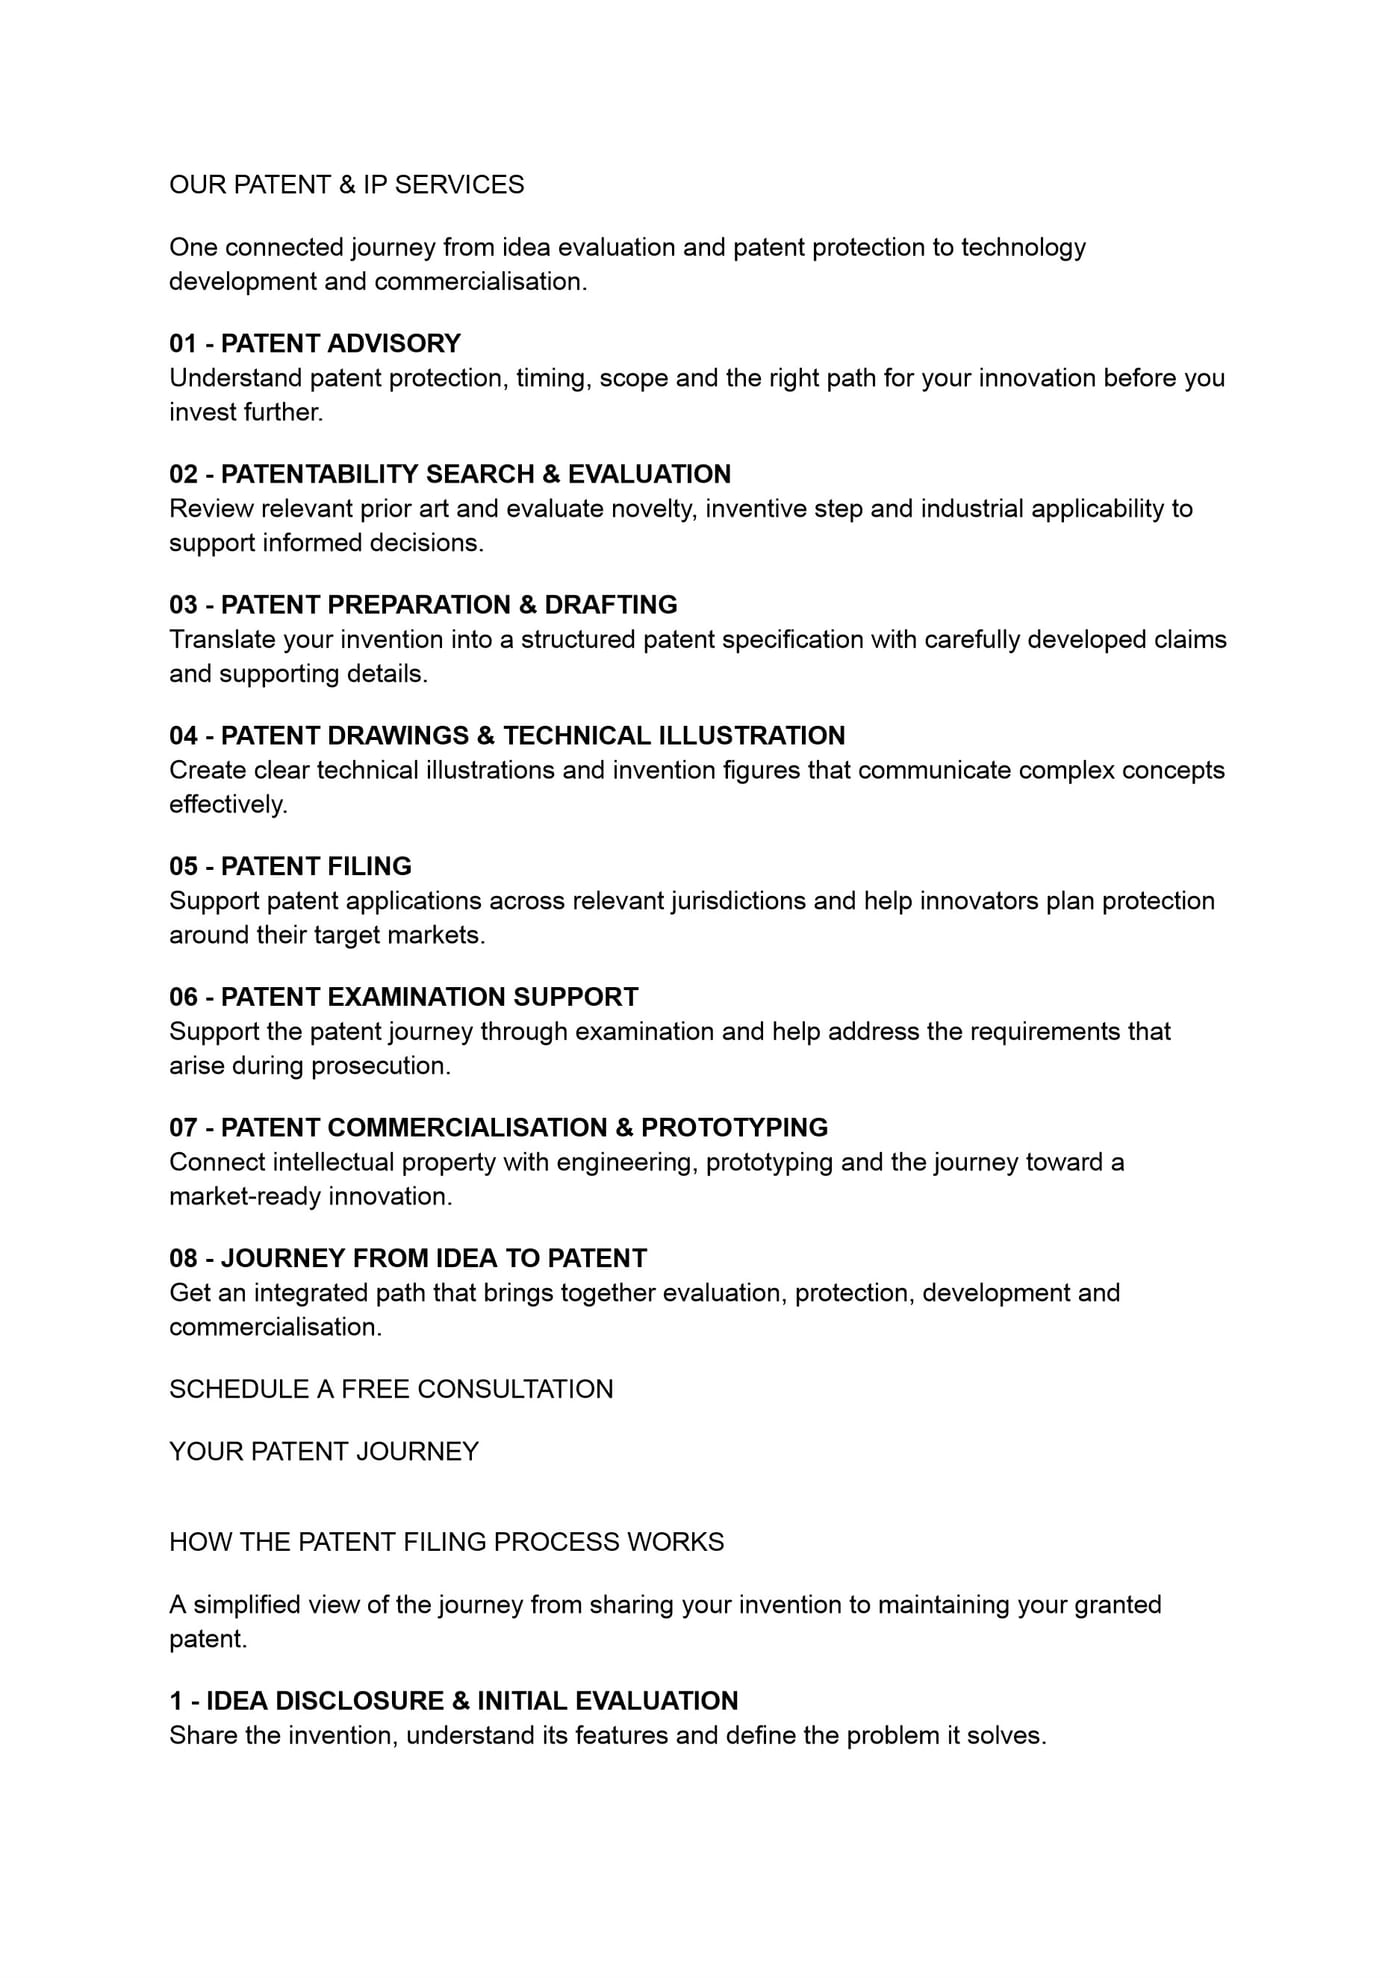 OUR PATENT & IP SERVICES
One connected journey from idea evaluation and patent protection to technology
development and commercialisation.
01 - PATENT ADVISORY
Understand patent protection, timing, scope and the right path for your innovation before you
invest further.
02 - PATENTABILITY SEARCH & EVALUATION
Review relevant prior art and evaluate novelty, inventive step and industrial applicability to
support informed decisions.
03 - PATENT PREPARATION & DRAFTING
Translate your invention into a structured patent specification with carefully developed claims
and supporting details.
04 - PATENT DRAWINGS & TECHNICAL ILLUSTRATION
Create clear technical illustrations and invention figures that communicate complex concepts
effectively.
05 - PATENT FILING
Support patent applications across relevant jurisdictions and help innovators plan protection
around their target markets.
06 - PATENT EXAMINATION SUPPORT
Support the patent journey through examination and help address the requirements that
arise during prosecution.
07 - PATENT COMMERCIALISATION & PROTOTYPING
Connect intellectual property with engineering, prototyping and the journey toward a
market-ready innovation.
08 - JOURNEY FROM IDEA TO PATENT
Get an integrated path that brings together evaluation, protection, development and
commercialisation.
SCHEDULE A FREE CONSULTATION
YOUR PATENT JOURNEY
HOW THE PATENT FILING PROCESS WORKS
A simplified view of the journey from sharing your invention to maintaining your granted
patent.
1 - IDEA DISCLOSURE & INITIAL EVALUATION
Share the invention, understand its features and define the problem it solves.